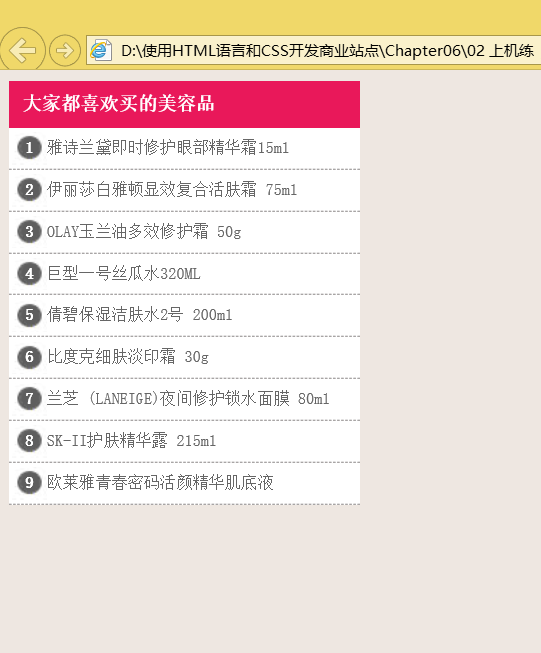 D:\使用HTML语言和CSS开发商业站点\Chapter06\02 上机练
大家都喜欢买的美容品
1 雅诗兰黛即时修护眼部精华霜15ml
2 伊丽莎白雅顿显效复合活肤霜 75ml
3 OLAY玉兰油多效修护霜 50g
4 巨型一号丝瓜水320ML
5 倩碧保湿洁肤水2号 200ml
6 比度克细肤淡印霜 30g
7 兰芝 (LANEIGE)夜间修护锁水面膜 80ml
8 SK-II护肤精华露 215ml
9 欧莱雅青春密码活颜精华肌底液